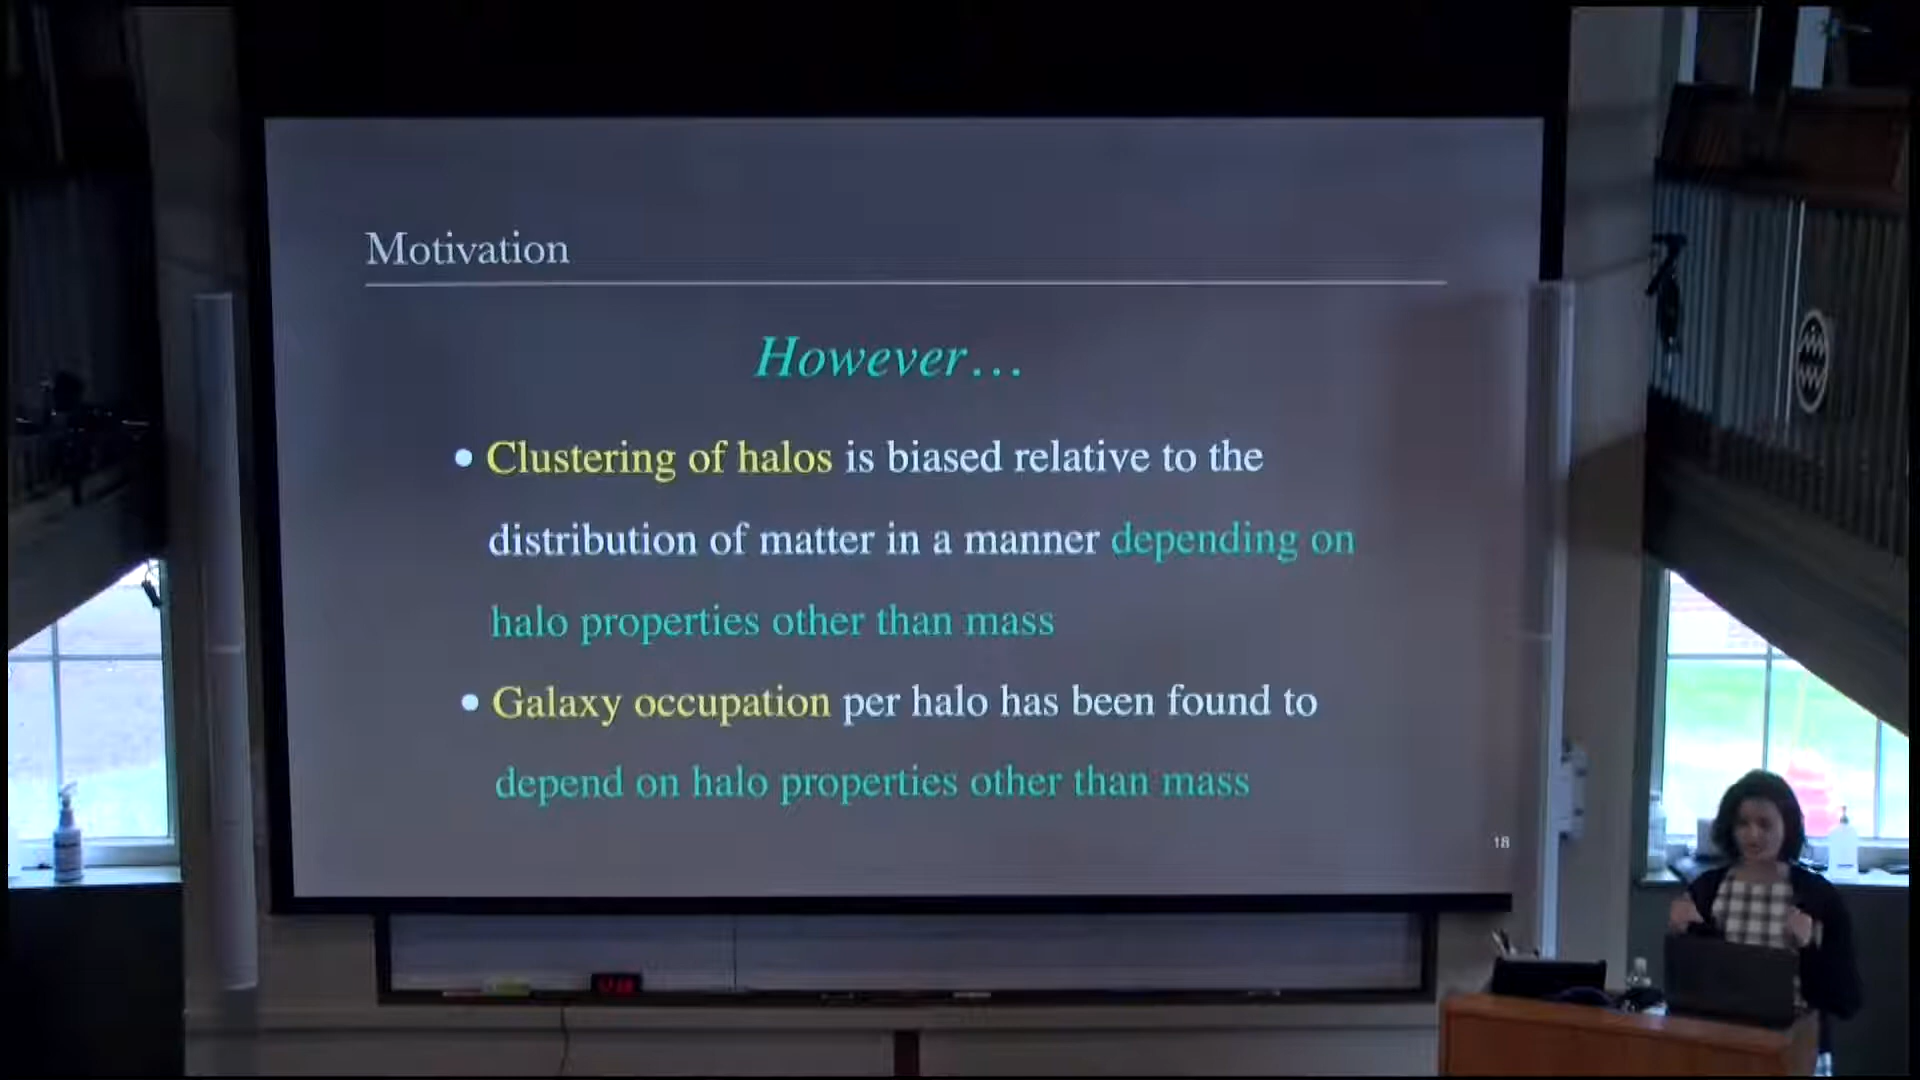 Motivation
However...
• Clustering of halos is biased relative to the
distribution of matter in a manner depending on
halo properties other than mass
• Galaxy occupation per halo has been found to
depend on halo properties other than mass
18